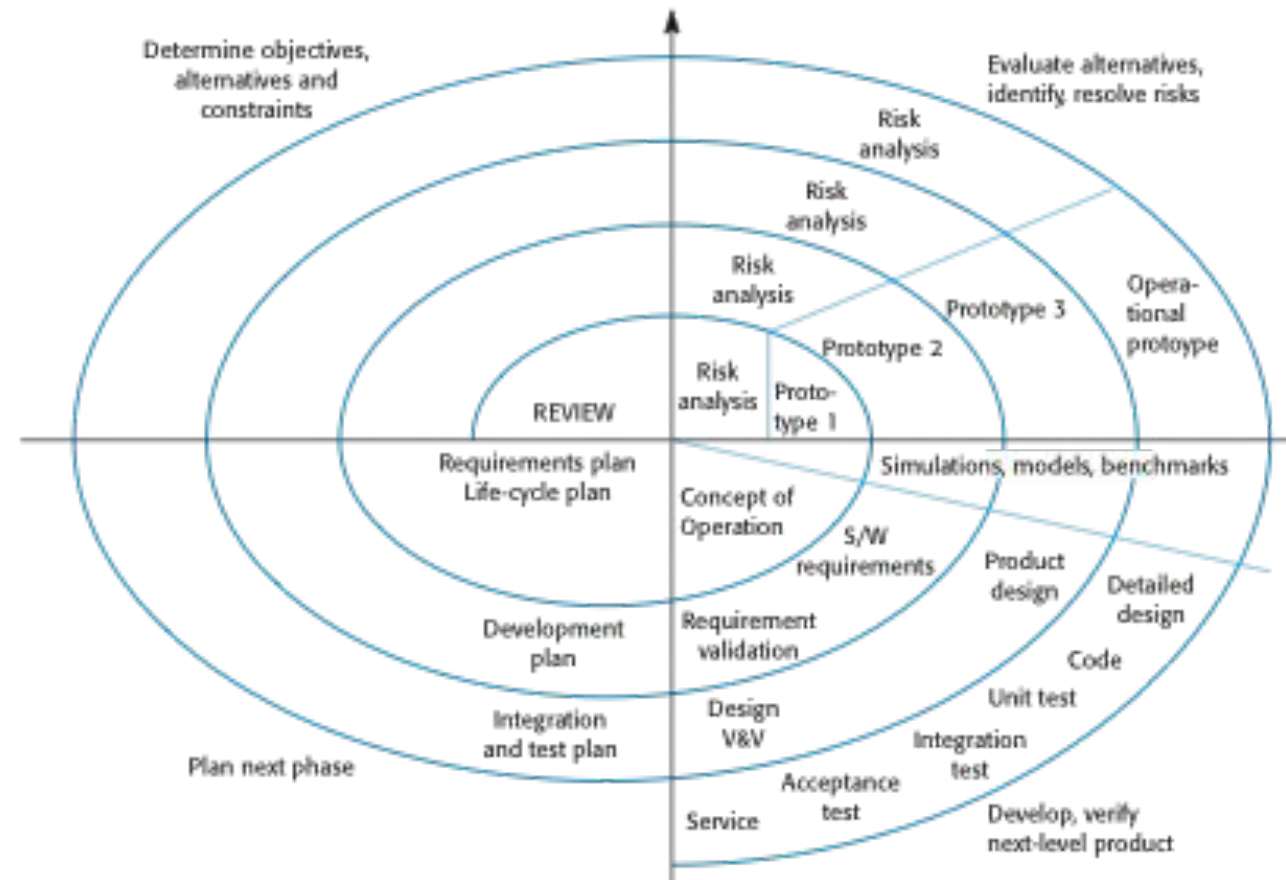 Determine objectives,
alternatives and
constraints
Evaluate alternatives,
identify, resolve risks
Risk
analysis
Risk
analysis
Risk
analysis
Risk
analysis
Proto-
type 1
Prototype 2
Prototype 3
Opera-
tional
protoype
REVIEW
Requirements plan
Life-cycle plan
Simulations, models, benchmarks
Concept of
Operation
S/W
requirements
Product
design
Detailed
design
Development
plan
Requirement
validation
Code
Unit test
Integration
and test plan
Design
V&V
Integration
test
Plan next phase
Acceptance
test
Service
Develop, verify
next-level product